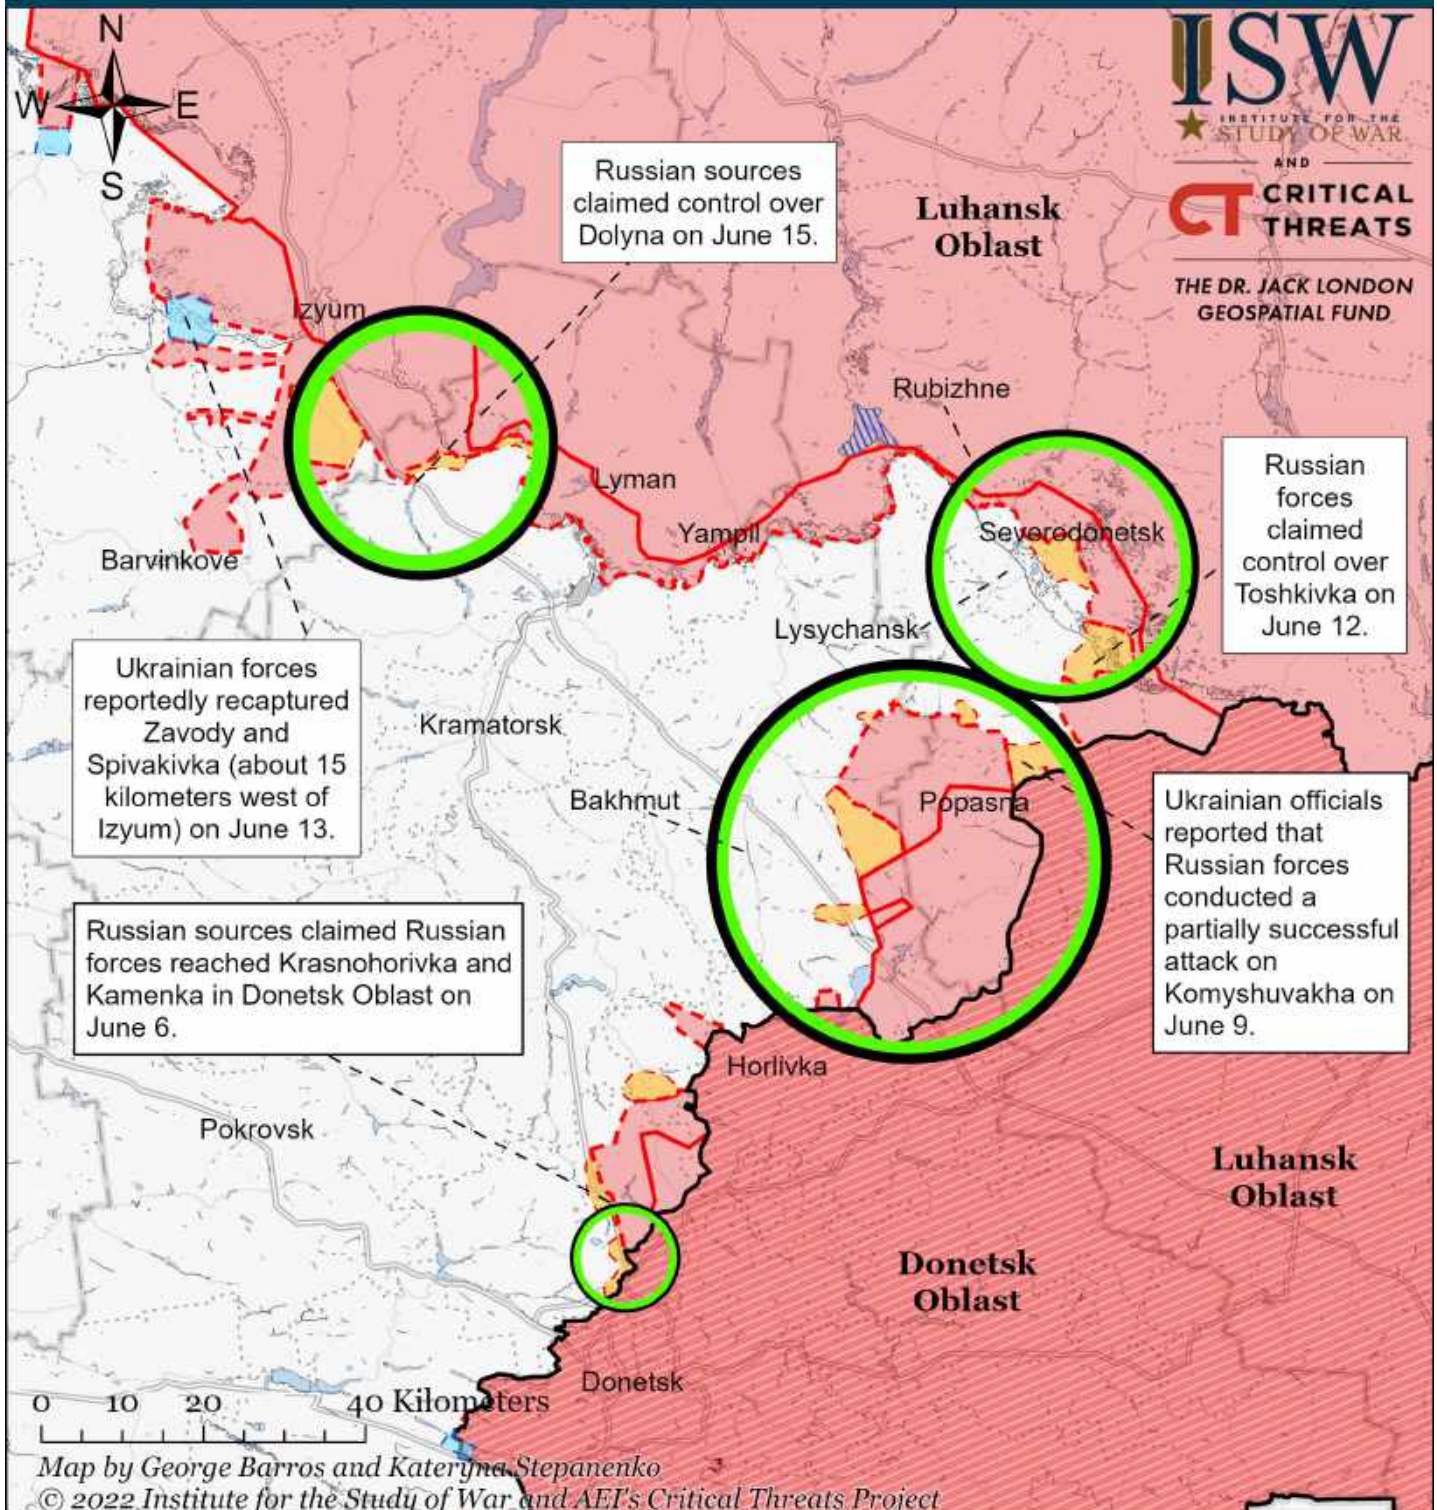 N
W
E
S
ISW
INSTITUTE FOR THE
STUDY OF WAR
AND
CT CRITICAL
THREATS
THE DR. JACK LONDON
GEOSPATIAL FUND
Russian sources
claimed control over
Dolyna on June 15.
Luhansk
Oblast
Izyum
Rubizhne
Lyman
Yampil
Severodonetsk
Russian
forces
claimed
control over
Toshkivka on
June 12.
Barvinkove
Lysychansk
Ukrainian forces
reportedly recaptured
Zavody and
Spivakivka (about 15
kilometers west of
Izyum) on June 13.
Kramatorsk
Bakhmut
Popasna
Ukrainian officials
reported that
Russian forces
conducted a
partially successful
attack on
Komyshuvakha on
June 9.
Russian sources claimed Russian
forces reached Krasnohorivka and
Kamenka in Donetsk Oblast on
June 6.
Horlivka
Pokrovsk
Luhansk
Oblast
Donetsk
Oblast
Donetsk
0 10 20 40 Kilometers
Map by George Barros and Kateryna Stepanenko
© 2022 Institute for the Study of War and AEI's Critical Threats Project